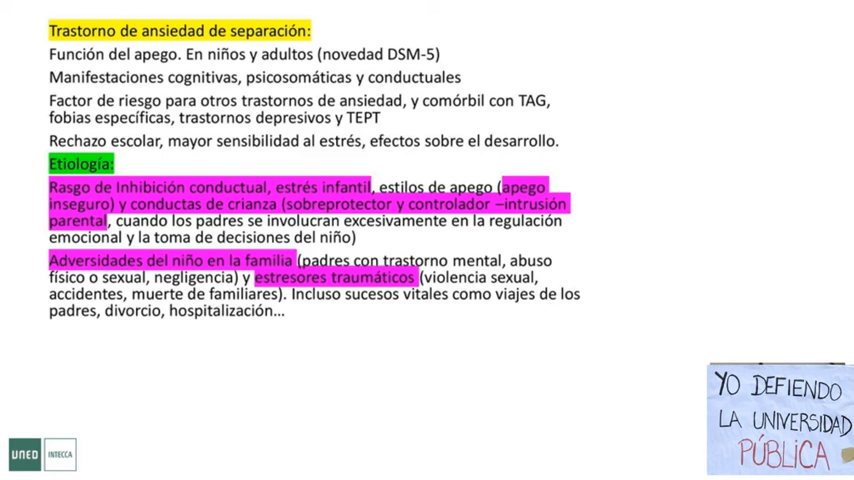 Trastorno de ansiedad de separación:
Función del apego. En niños y adultos (novedad DSM-5)
Manifestaciones cognitivas, psicosomáticas y conductuales
Factor de riesgo para otros trastornos de ansiedad, y comórbil con TAG,
fobias específicas, trastornos depresivos y TEPT
Rechazo escolar, mayor sensibilidad al estrés, efectos sobre el desarrollo.
Etiología:
Rasgo de Inhibición conductual, estrés infantil, estilos de apego (apego
inseguro) y conductas de crianza (sobreprotector y controlador –intrusión
parental, cuando los padres se involucran excesivamente en la regulación
emocional y la toma de decisiones del niño)
Adversidades del niño en la familia (padres con trastorno mental, abuso
físico o sexual, negligencia) y estresores traumáticos (violencia sexual,
accidentes, muerte de familiares). Incluso sucesos vitales como viajes de los
padres, divorcio, hospitalización...
YO DEFIENDO
LA UNIVERSIDAD
PÚBLICA
UNED INTECCA